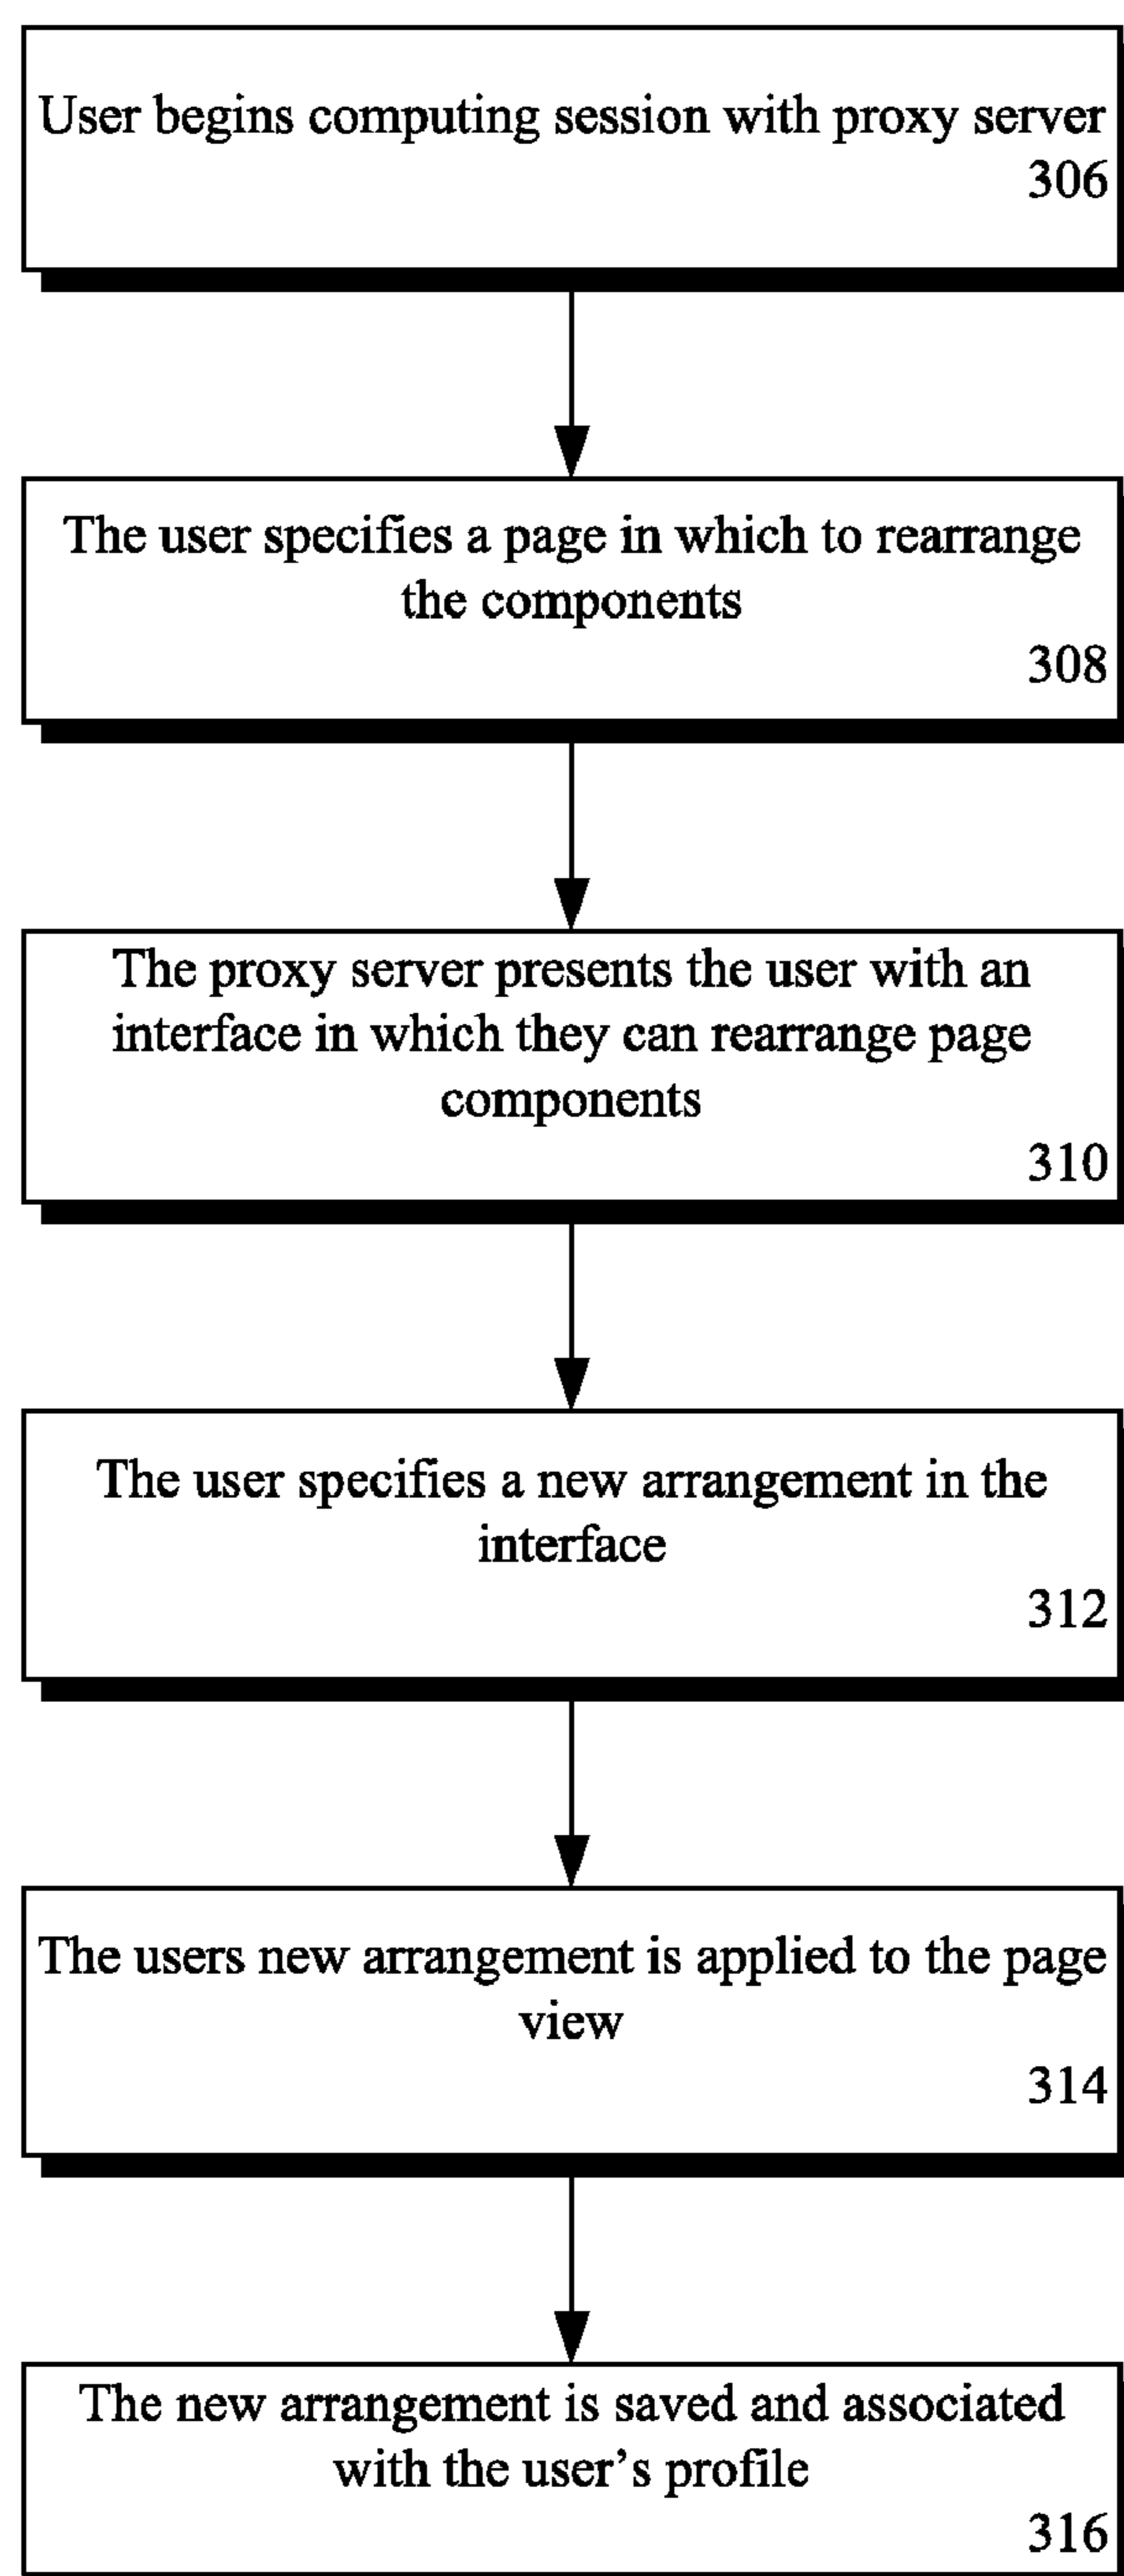 User begins computing session with proxy server
306
The user specifies a page in which to rearrange
the components
308
The proxy server presents the user with an
interface in which they can rearrange page
components
310
The user specifies a new arrangement in the
interface
312
The users new arrangement is applied to the page
view
314
The new arrangement is saved and associated
with the user’s profile
316